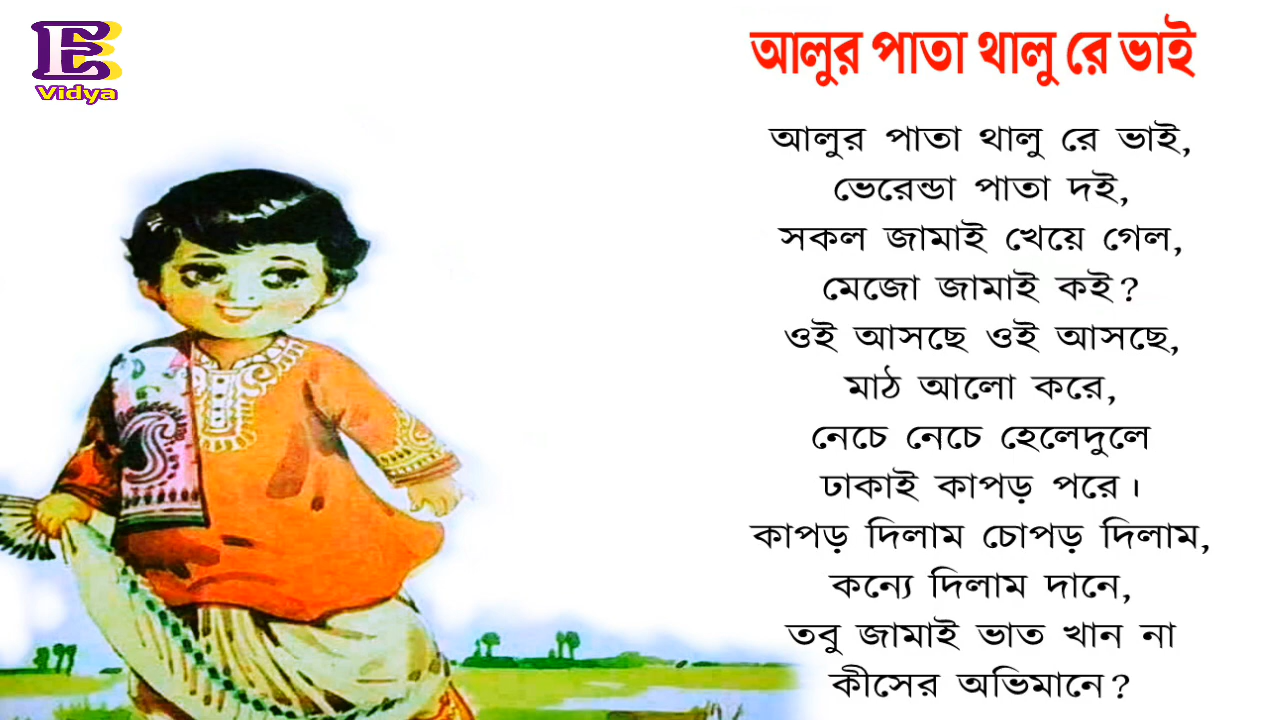 E
Vidya
আলুর পাতা থালু রে ভাই
আলুর পাতা থালু রে ভাই,
ভেরেন্ডা পাতা দই,
সকল জামাই খেয়ে গেল,
মেজো জামাই কই?
ওই আসছে ওই আসছে,
মাঠ আলো করে,
নেচে নেচে হেলেদুলে
ঢাকাই কাপড় পরে।
কাপড় দিলাম চোপড় দিলাম,
কন্যে দিলাম দানে,
তবু জামাই ভাত খান না
কীসের অভিমানে?